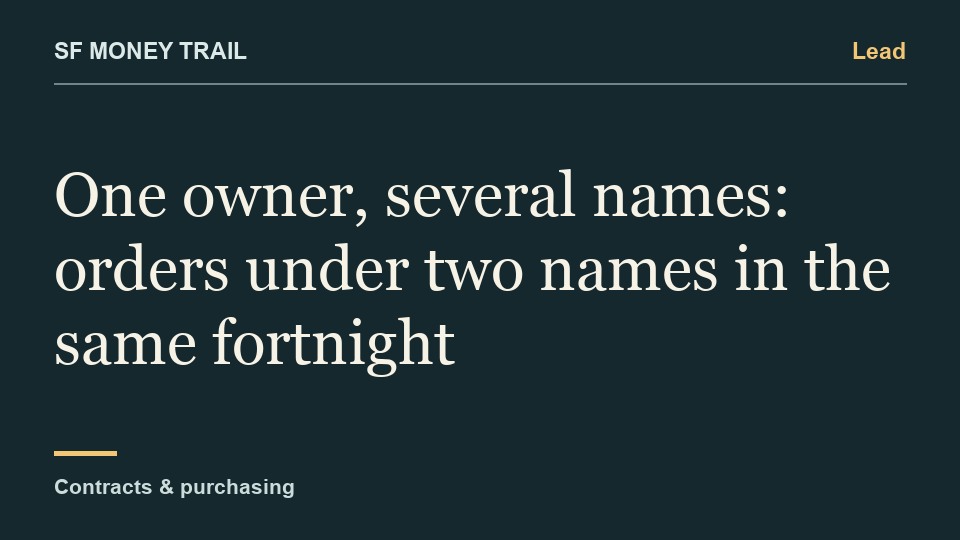 SF MONEY TRAIL
Lead
One owner, several names:
orders under two names in the
same fortnight
Contracts & purchasing